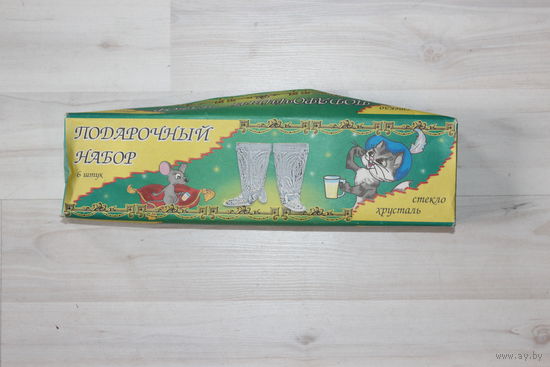 ПОДАРОЧНЫЙ
НАБОР
6 штук
стекло
хрусталь
www.ay.by